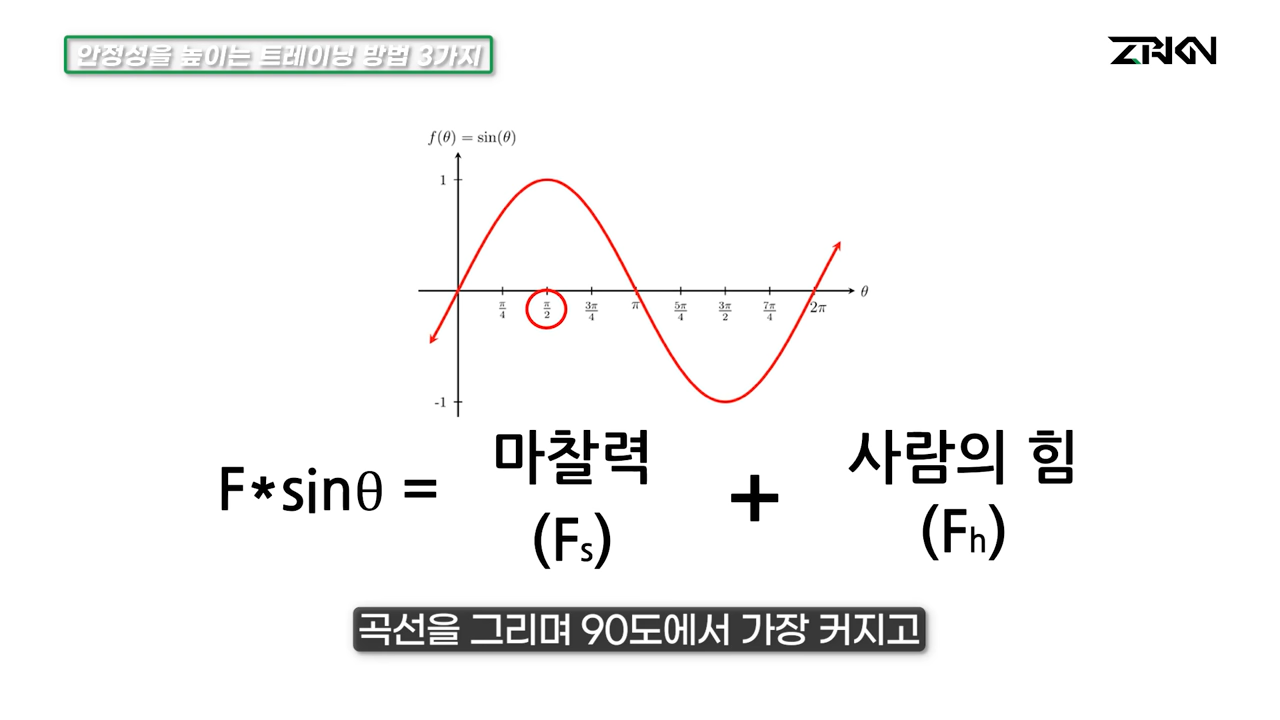 안정성을 높이는 트레이닝 방법 3가지
ZRKN
f(θ) = sin(θ)
1
π/4 π/2 3π/4 π 5π/4 3π/2 7π/4 2π θ
-1
F*sinθ = 마찰력 + 사람의 힘
(Fs) (Fh)
곡선을 그리며 90도에서 가장 커지고